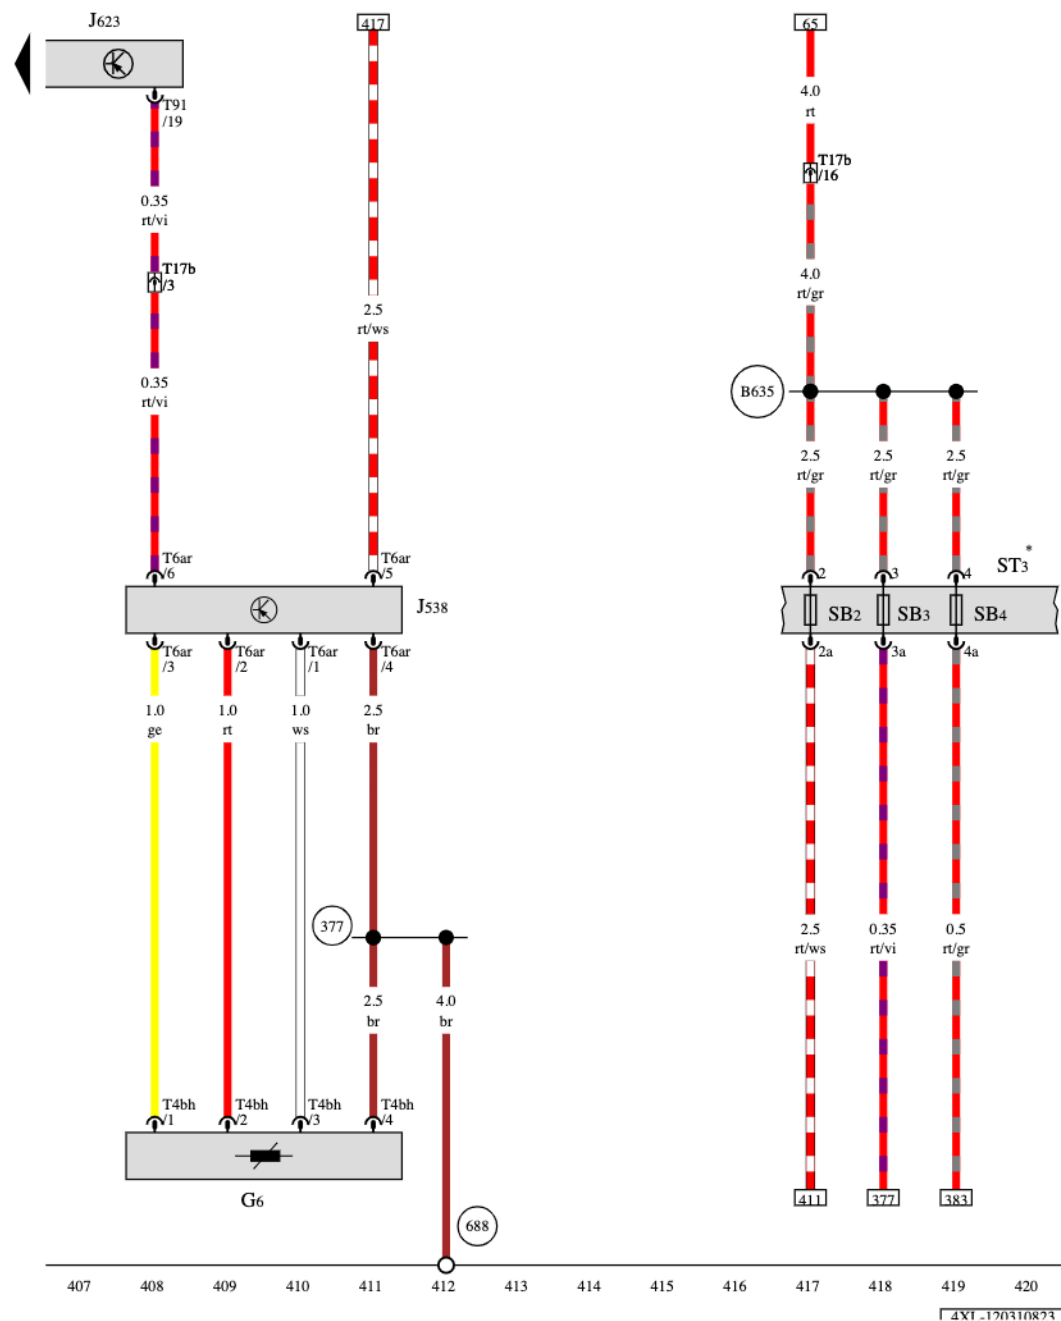 J623
417
65
T91
/19
4.0
rt
T17b
/16
0.35
rt/vi
T17b
/3
4.0
rt/gr
2.5
rt/ws
0.35
rt/vi
B635
2.5
rt/gr
2.5
rt/gr
2.5
rt/gr
T6ar
/6
T6ar
/5
2
3
4
ST3*
J538
SB2
SB3
SB4
T6ar
/3
T6ar
/2
T6ar
/1
T6ar
/4
2a
3a
4a
1.0
ge
1.0
rt
1.0
ws
2.5
br
377
2.5
rt/ws
0.35
rt/vi
0.5
rt/gr
2.5
br
4.0
br
T4bh
/1
T4bh
/2
T4bh
/3
T4bh
/4
G6
411
377
383
688
407 408 409 410 411 412 413 414 415 416 417 418 419 420
4XL-120310823